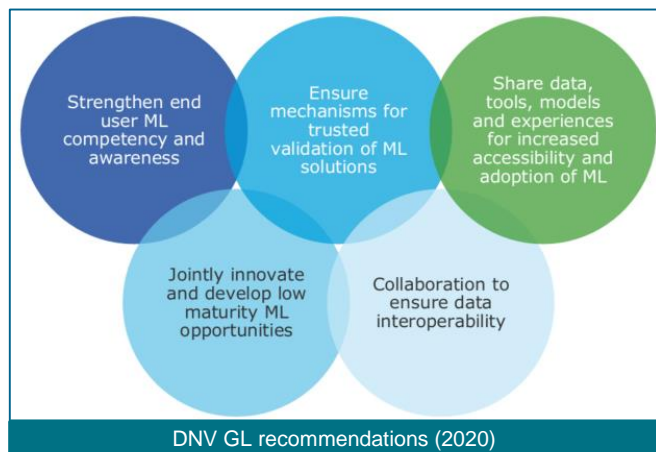 Strengthen end
user ML
competency and
awareness
Ensure
mechanisms for
trusted
validation of ML
solutions
Share data,
tools, models
and experiences
for increased
accessibility and
adoption of ML
Jointly innovate
and develop low
maturity ML
opportunities
Collaboration to
ensure data
interoperability
DNV GL recommendations (2020)